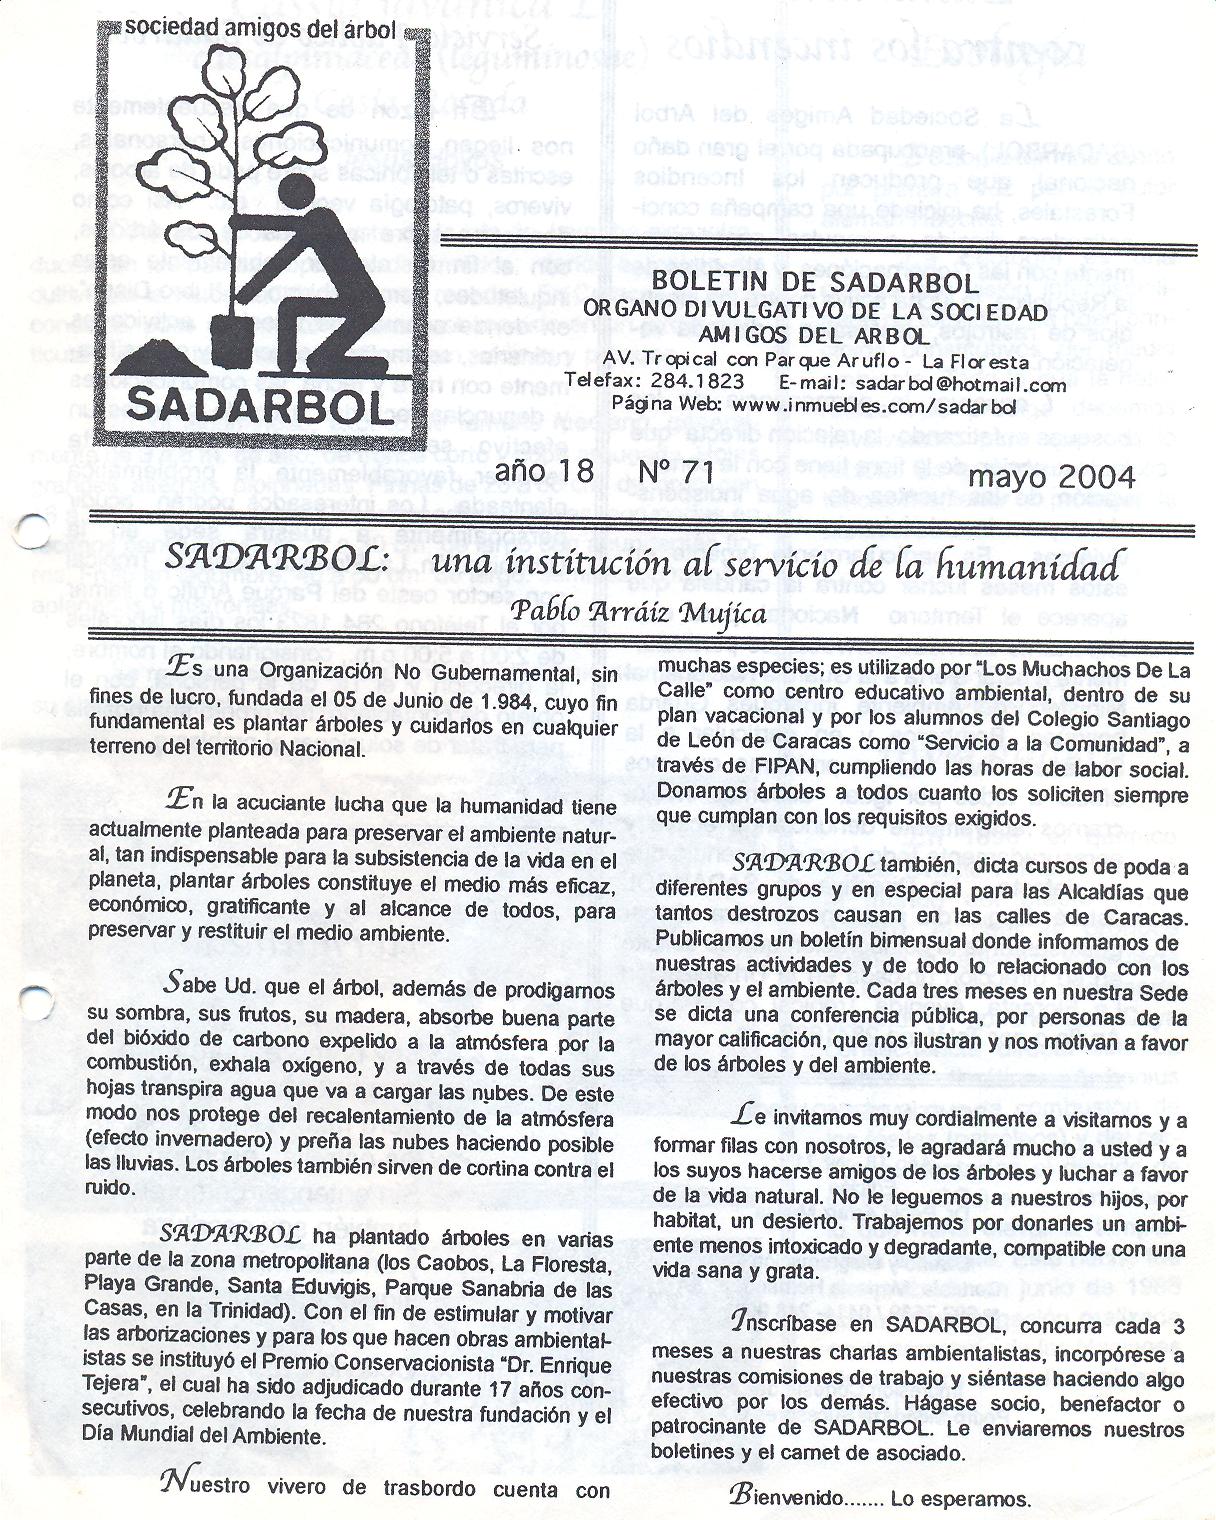 sociedad amigos del árbol
SADARBOL
BOLETIN DE SADARBOL
ORGANO DIVULGATIVO DE LA SOCIEDAD
AMIGOS DEL ARBOL
AV. Tropical con Parque Aruflo - La Floresta
Telefax: 284.1823 E-mail: sadarbol@hotmail.com
Página Web: www.inmuebles.com/sadarbol
año 18 Nº 71 mayo 2004
SADARBOL: una institución al servicio de la humanidad
Pablo Arráiz Mujica
Es una Organización No Gubernamental, sin
fines de lucro, fundada el 05 de Junio de 1.984, cuyo fin
fundamental es plantar árboles y cuidarlos en cualquier
terreno del territorio Nacional.
En la acuciante lucha que la humanidad tiene
actualmente planteada para preservar el ambiente natur-
al, tan indispensable para la subsistencia de la vida en el
planeta, plantar árboles constituye el medio más eficaz,
económico, gratificante y al alcance de todos, para
preservar y restituir el medio ambiente.
Sabe Ud. que el árbol, además de prodigarnos
su sombra, sus frutos, su madera, absorbe buena parte
del bióxido de carbono expelido a la atmósfera por la
combustión, exhala oxígeno, y a través de todas sus
hojas transpira agua que va a cargar las nubes. De este
modo nos protege del recalentamiento de la atmósfera
(efecto invernadero) y preña las nubes haciendo posible
las lluvias. Los árboles también sirven de cortina contra el
ruido.
SADARBOL ha plantado árboles en varias
parte de la zona metropolitana (los Caobos, La Floresta,
Playa Grande, Santa Eduvigis, Parque Sanabria de las
Casas, en la Trinidad). Con el fin de estimular y motivar
las arborizaciones y para los que hacen obras ambiental-
istas se instituyó el Premio Conservacionista "Dr. Enrique
Tejera", el cual ha sido adjudicado durante 17 años con-
secutivos, celebrando la fecha de nuestra fundación y el
Día Mundial del Ambiente.
Nuestro vivero de trasbordo cuenta con
muchas especies; es utilizado por "Los Muchachos De La
Calle" como centro educativo ambiental, dentro de su
plan vacacional y por los alumnos del Colegio Santiago
de León de Caracas como "Servicio a la Comunidad", a
través de FIPAN, cumpliendo las horas de labor social.
Donamos árboles a todos cuanto los soliciten siempre
que cumplan con los requisitos exigidos.
SADARBOL también, dicta cursos de poda a
diferentes grupos y en especial para las Alcaldías que
tantos destrozos causan en las calles de Caracas.
Publicamos un boletín bimensual donde informamos de
nuestras actividades y de todo lo relacionado con los
árboles y el ambiente. Cada tres meses en nuestra Sede
se dicta una conferencia pública, por personas de la
mayor calificación, que nos ilustran y nos motivan a favor
de los árboles y del ambiente.
Le invitamos muy cordialmente a visitarnos y a
formar filas con nosotros, le agradará mucho a usted y a
los suyos hacerse amigos de los árboles y luchar a favor
de la vida natural. No le leguemos a nuestros hijos, por
habitat, un desierto. Trabajemos por donarles un ambi-
ente menos intoxicado y degradante, compatible con una
vida sana y grata.
Inscríbase en SADARBOL, concurra cada 3
meses a nuestras charlas ambientalistas, incorpórese a
nuestras comisiones de trabajo y siéntase haciendo algo
efectivo por los demás. Hágase socio, benefactor o
patrocinante de SADARBOL. Le enviaremos nuestros
boletines y el carnet de asociado.
Bienvenido....... Lo esperamos.